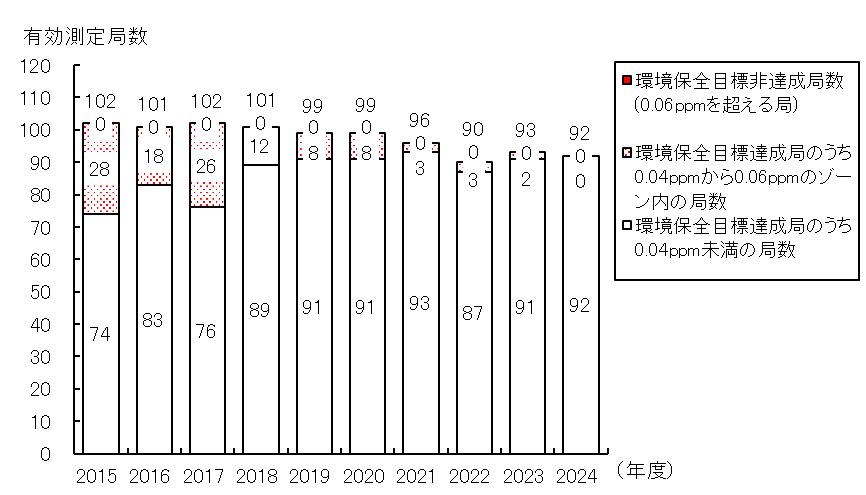 有効測定局数
120
110
100
90
80
70
60
50
40
30
20
10
0
102 101 102 101 99 99 96 90 93 92
0 0 0 0 0 0 0 0 0 0
28 18 26 12 8 8 3 3 2 0
74 83 76 89 91 91 93 87 91 92
2015 2016 2017 2018 2019 2020 2021 2022 2023 2024 (年度)
環境保全目標非達成局数
(0.06ppmを超える局)
環境保全目標達成局のうち
0.04ppmから0.06ppmのゾー
ン内の局数
環境保全目標達成局のうち
0.04ppm未満の局数